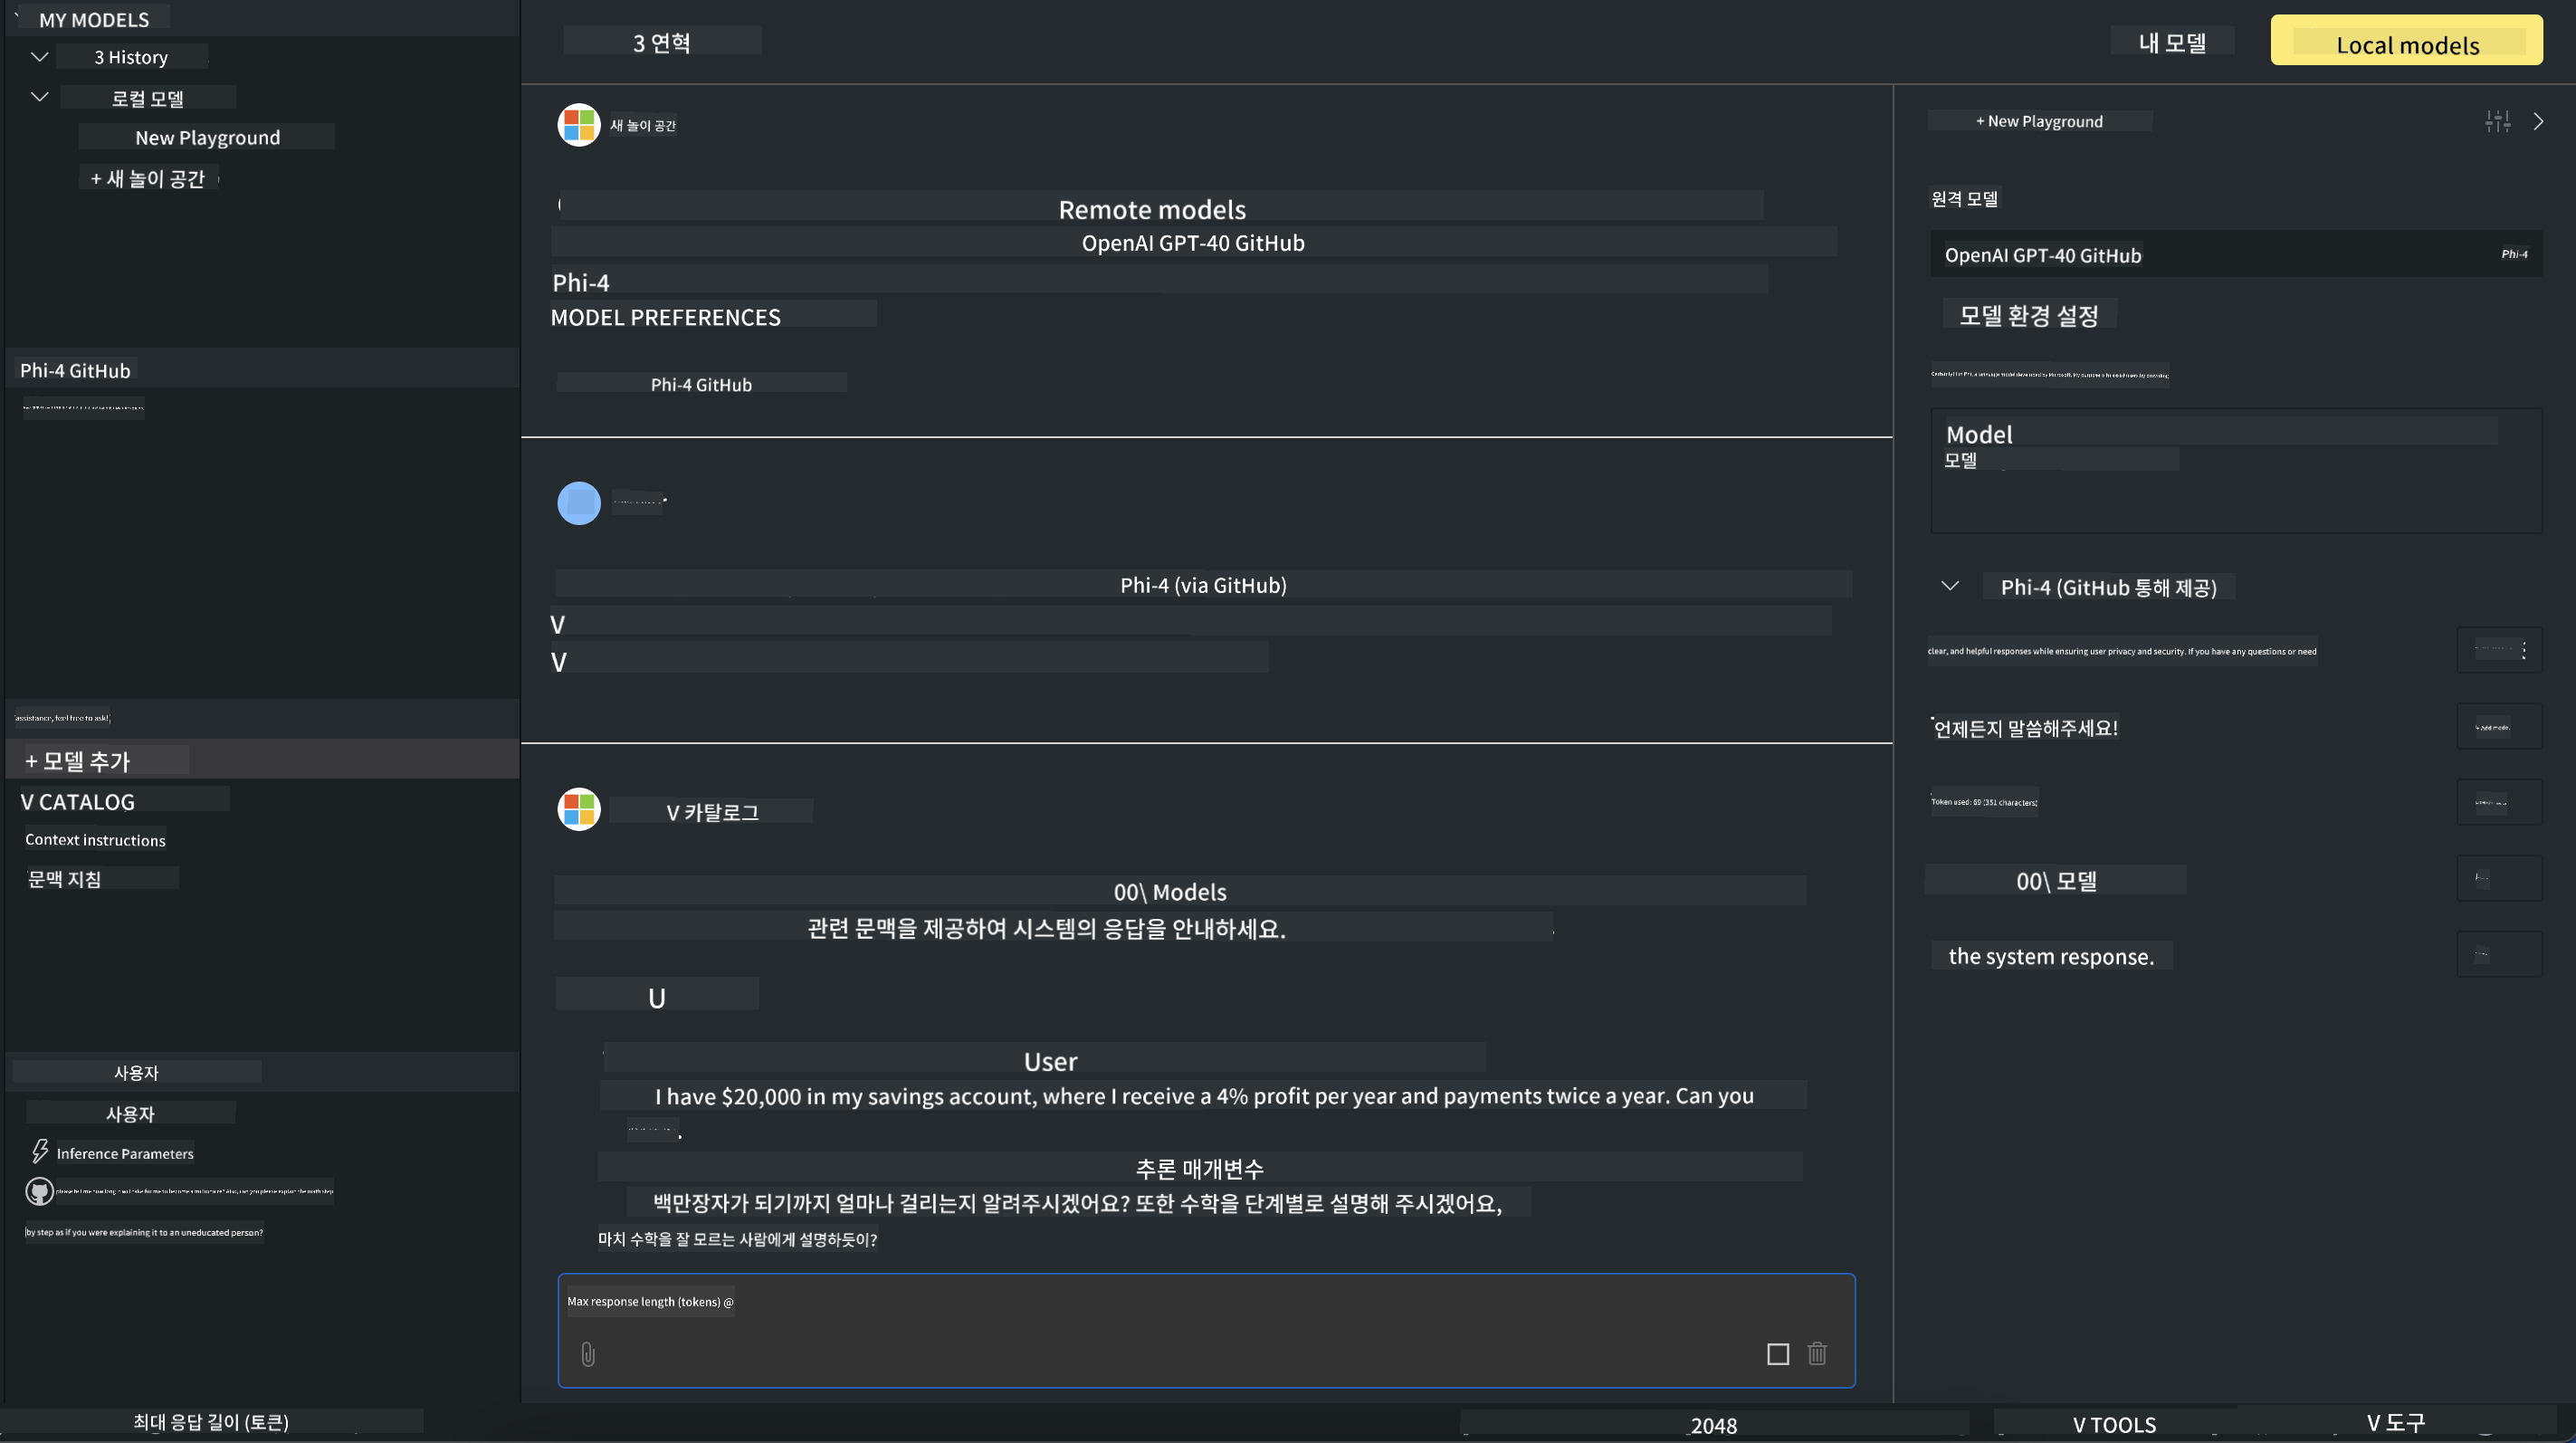 MY MODELS
3 History
로컬 모델
New Playground
+ 새 놀이 공간
Phi-4 GitHub
assistance, feel free to ask!
+ 모델 추가
V CATALOG
Context instructions
문맥 지침
사용자
사용자
Inference Parameters
by step as if you were explaining it to an uneducated person?
3 연혁
내 모델
Local models
새 놀이 공간
Remote models
OpenAI GPT-40 GitHub
Phi-4
MODEL PREFERENCES
Phi-4 GitHub
Phi-4 (via GitHub)
V
V
V 카탈로그
00\ Models
관련 문맥을 제공하여 시스템의 응답을 안내하세요.
U
User
I have $20,000 in my savings account, where I receive a 4% profit per year and payments twice a year. Can you
추론 매개변수
백만장자가 되기까지 얼마나 걸리는지 알려주시겠어요? 또한 수학을 단계별로 설명해 주시겠어요,
마치 수학을 잘 모르는 사람에게 설명하듯이?
Max response length (tokens) @
+ New Playground
원격 모델
OpenAI GPT-40 GitHub
Phi-4
모델 환경 설정
Model
모델
Phi-4 (GitHub 통해 제공)
clear, and helpful responses while ensuring user privacy and security. If you have any questions or need
언제든지 말씀해주세요!
+ Add model
Token used: 69 (351 characters)
00\ 모델
the system response.
최대 응답 길이 (토큰)
2048
V TOOLS
V 도구